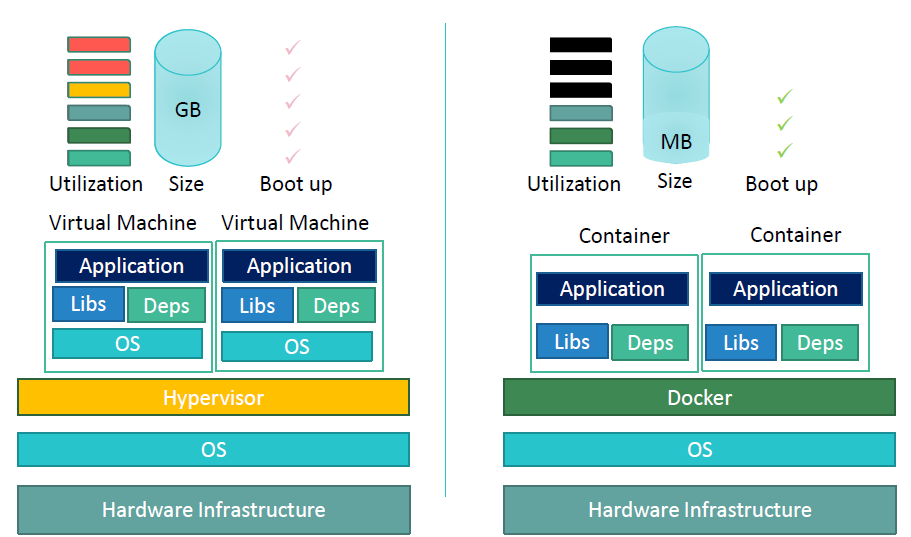 GB
Utilization
Size
Boot up
Virtual Machine
Virtual Machine
Application
Libs
Deps
OS
Application
Libs
Deps
OS
Hypervisor
OS
Hardware Infrastructure
MB
Utilization
Size
Boot up
Container
Container
Application
Libs
Deps
Application
Libs
Deps
Docker
OS
Hardware Infrastructure